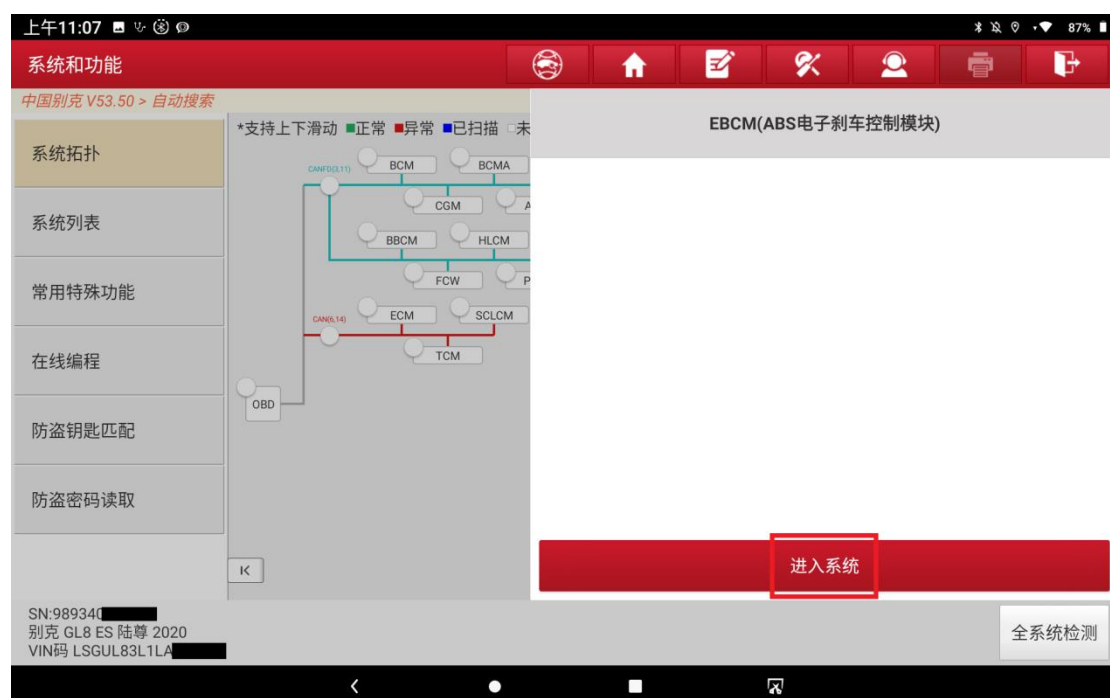 上午11:07
87%
系统和功能
中国别克 V53.50 > 自动搜索
系统拓扑
系统列表
常用特殊功能
在线编程
防盗钥匙匹配
防盗密码读取
*支持上下滑动 ■正常 ■异常 ■已扫描 □未
CANFD(3,11)
BCM
BCMA
CGM
A
BBCM
HLCM
FCW
P
CAN(6,14)
ECM
SCLCM
TCM
OBD
EBCM(ABS电子刹车控制模块)
进入系统
SN:989340
别克 GL8 ES 陆尊 2020
VIN码 LSGUL83L1LA
全系统检测